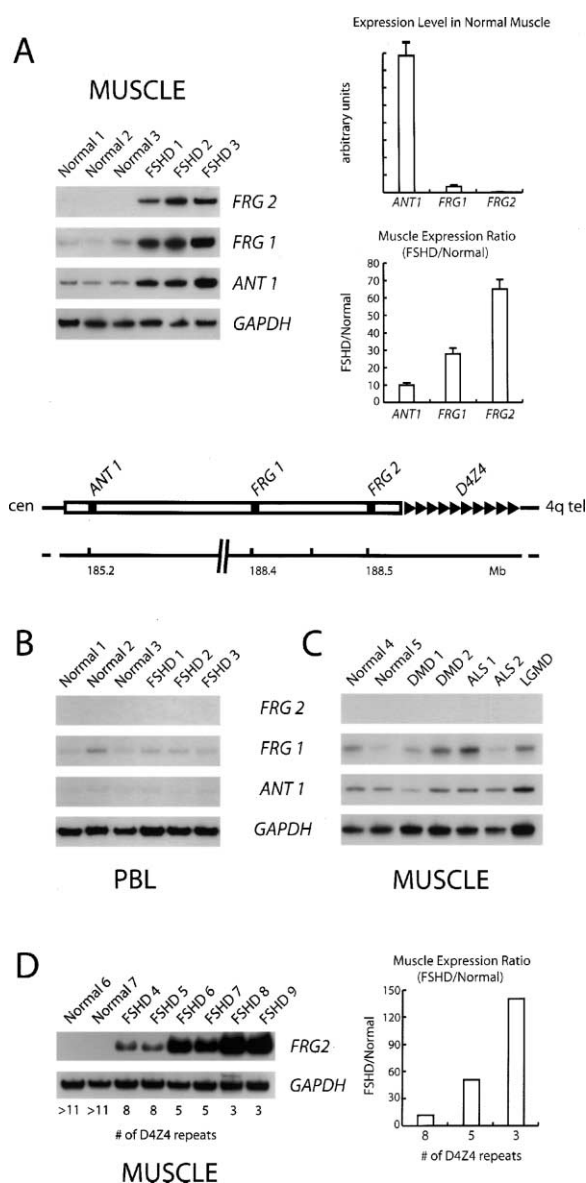 A
MUSCLE
Normal 1
Normal 2
Normal 3
FSHD 1
FSHD 2
FSHD 3
FRG 2
FRG 1
ANT 1
GAPDH
Expression Level in Normal Muscle
arbitrary units
ANT1 FRG1 FRG2
Muscle Expression Ratio
(FSHD/Normal)
FSHD/Normal
80
70
60
50
40
30
20
10
0
ANT1 FRG1 FRG2
ANT 1 FRG 1 FRG 2 D4Z4
cen 4q tel
185.2 188.4 188.5 Mb
B
Normal 1
Normal 2
Normal 3
FSHD 1
FSHD 2
FSHD 3
C
Normal 4
Normal 5
DMD 1
DMD 2
ALS 1
ALS 2
LGMD
FRG 2
FRG 1
ANT 1
GAPDH
PBL
MUSCLE
D
Normal 6
Normal 7
FSHD 4
FSHD 5
FSHD 6
FSHD 7
FSHD 8
FSHD 9
FRG2
GAPDH
>11 >11 8 8 5 5 3 3
# of D4Z4 repeats
MUSCLE
Muscle Expression Ratio
(FSHD/Normal)
FSHD/Normal
150
120
90
60
30
0
8 5 3
# of D4Z4 repeats